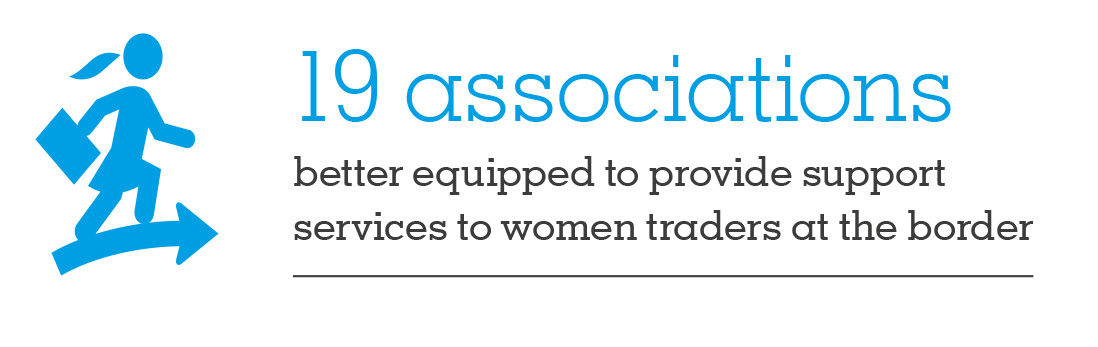 19 associations
better equipped to provide support
services to women traders at the border